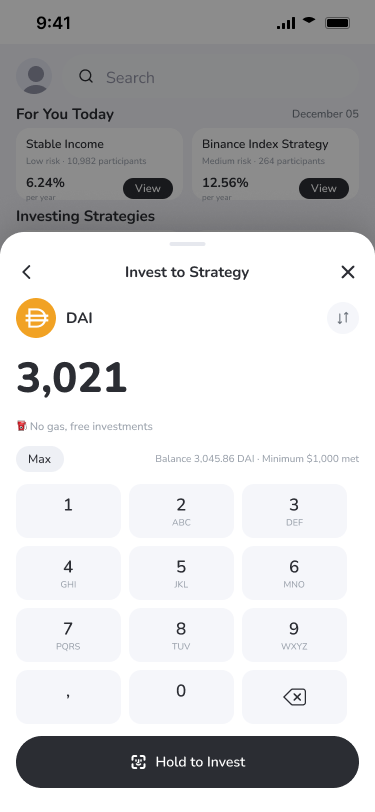 9:41
Search
For You Today
December 05
Stable Income
Low risk · 10,982 participants
6.24%
per year
View
Binance Index Strategy
Medium risk · 264 participants
12.56%
per year
View
Investing Strategies
Invest to Strategy
DAI
3,021
No gas, free investments
Max
Balance 3,045.86 DAI · Minimum $1,000 met
1
2
ABC
3
DEF
4
GHI
5
JKL
6
MNO
7
PQRS
8
TUV
9
WXYZ
,
0
Hold to Invest